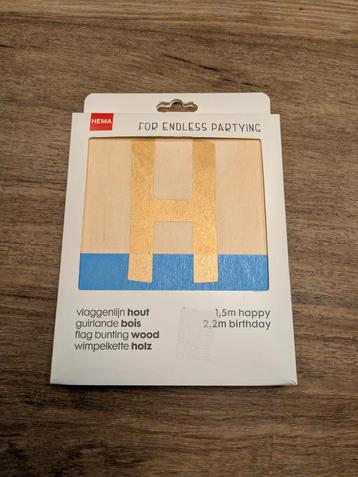 HEMA
FOR ENDLESS PARTYING
H
vlaggenlijn hout
guirlande bois
flag bunting wood
wimpelkette holz
1,5m happy
2,2m birthday